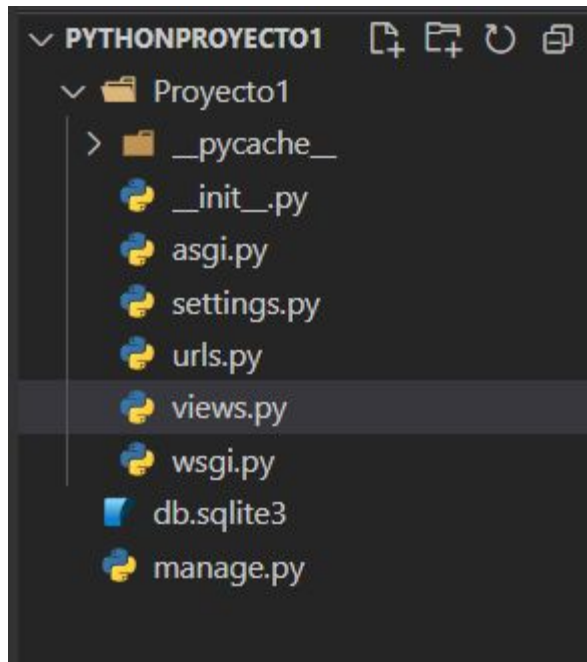 PYTHONPROYECTO1
Proyecto1
__pycache__
__init__.py
asgi.py
settings.py
urls.py
views.py
wsgi.py
db.sqlite3
manage.py